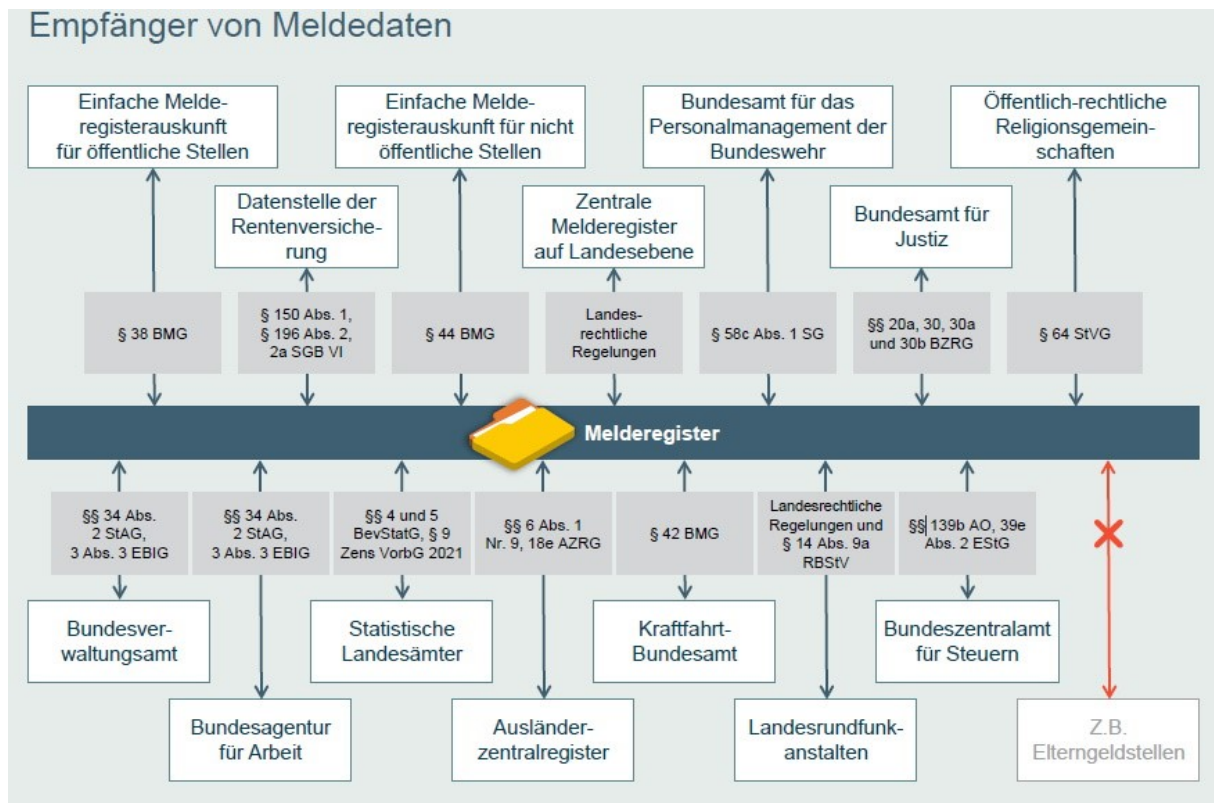 Empfänger von Meldedaten
Einfache Melde-
registerauskunft
für öffentliche Stellen
Einfache Melde-
registerauskunft für nicht
öffentliche Stellen
Bundesamt für das
Personalmanagement der
Bundeswehr
Öffentlich-rechtliche
Religionsgemein-
schaften
Datenstelle der
Rentenversiche-
rung
Zentrale
Melderegister
auf Landesebene
Bundesamt für
Justiz
§ 38 BMG
§ 150 Abs. 1,
§ 196 Abs. 2,
2a SGB VI
§ 44 BMG
Landes-
rechtliche
Regelungen
§ 58c Abs. 1 SG
§§ 20a, 30, 30a
und 30b BZRG
§ 64 StVG
Melderegister
§§ 34 Abs.
2 StAG,
3 Abs. 3 EBIG
§§ 34 Abs.
2 StAG,
3 Abs. 3 EBIG
§§ 4 und 5
BevStatG, § 9
Zens VorbG 2021
§§ 6 Abs. 1
Nr. 9, 18e AZRG
§ 42 BMG
Landesrechtliche
Regelungen und
§ 14 Abs. 9a
RBStV
§§ 139b AO, 39e
Abs. 2 EStG
Bundesver-
waltungsamt
Statistische
Landesämter
Kraftfahrt-
Bundesamt
Bundeszentralamt
für Steuern
Bundesagentur
für Arbeit
Ausländer-
zentralregister
Landesrundfunk-
anstalten
Z.B.
Elterngeldstellen